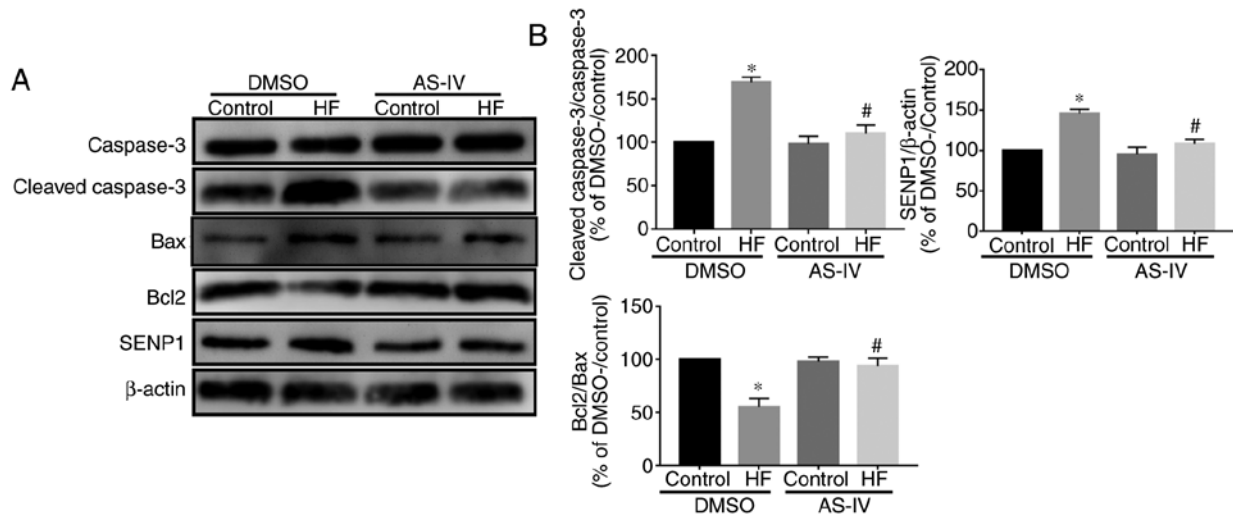 A
DMSO AS-IV
Control HF Control HF
Caspase-3
Cleaved caspase-3
Bax
Bcl2
SENP1
β-actin
B
Cleaved caspase-3/caspase-3
(% of DMSO-/control)
200
150
100
50
0
*
#
Control HF Control HF
DMSO AS-IV
SENP1/β-actin
(% of DMSO-/Control)
200
150
100
50
0
*
#
Control HF Control HF
DMSO AS-IV
Bcl2/Bax
(% of DMSO-/control)
150
100
50
0
*
#
Control HF Control HF
DMSO AS-IV